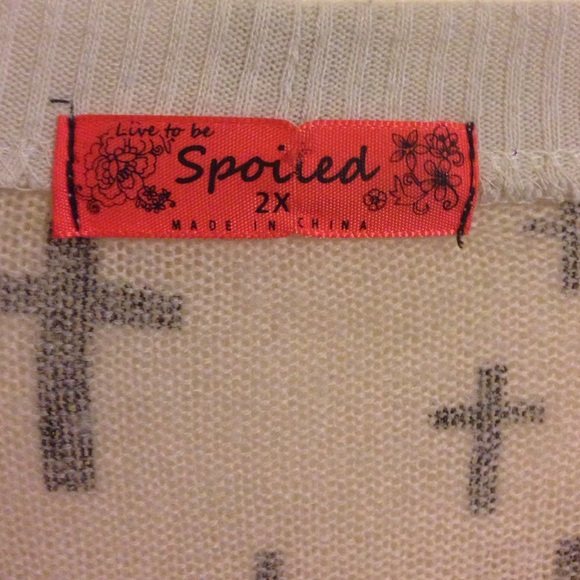 Live to be
Spoiled
2X
MADE IN CHINA